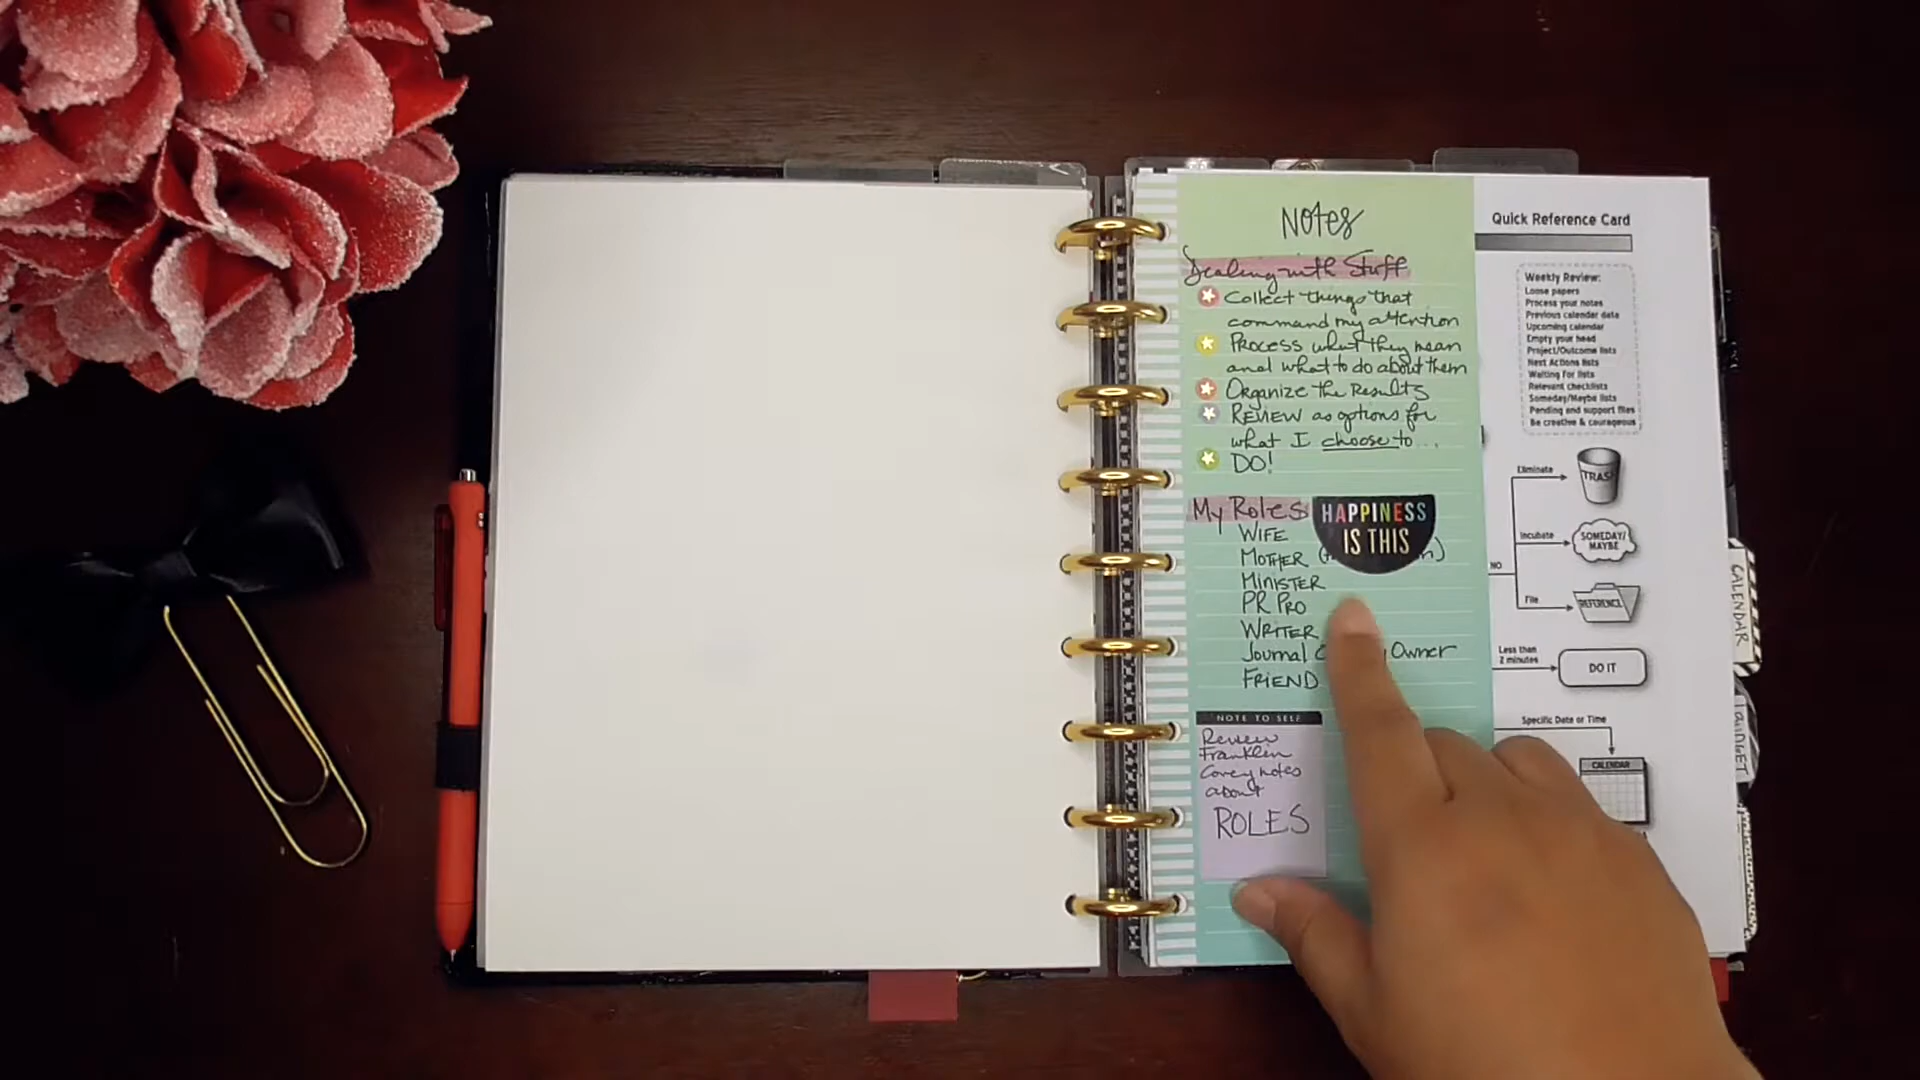 Notes
Dealing with Stuff
Collect things that
command my attention
Process what they mean
and what to do about them
Organize the Results
REVIEW as options for
what I choose to...
DO!
My Roles
WIFE
MOTHER
MINISTER
PR PRO
WRITER
Journal Owner
FRIEND
HAPPINESS
IS THIS
NOTE TO SELF
Review
Franklin
Covey notes
about
ROLES
Quick Reference Card
Weekly Review:
Loose papers
Process your notes
Previous calendar data
Upcoming calendar
Empty your head
Project/Outcome lists
Next Actions lists
Waiting For lists
Relevant checklists
Someday/Maybe lists
Pending and support files
Be creative & courageous
Eliminate
TRASH
Incubate
SOMEDAY/
MAYBE
NO
File
REFERENCE
Less than
2 minutes
DO IT
Specific Date or Time
CALENDAR
CALENDAR